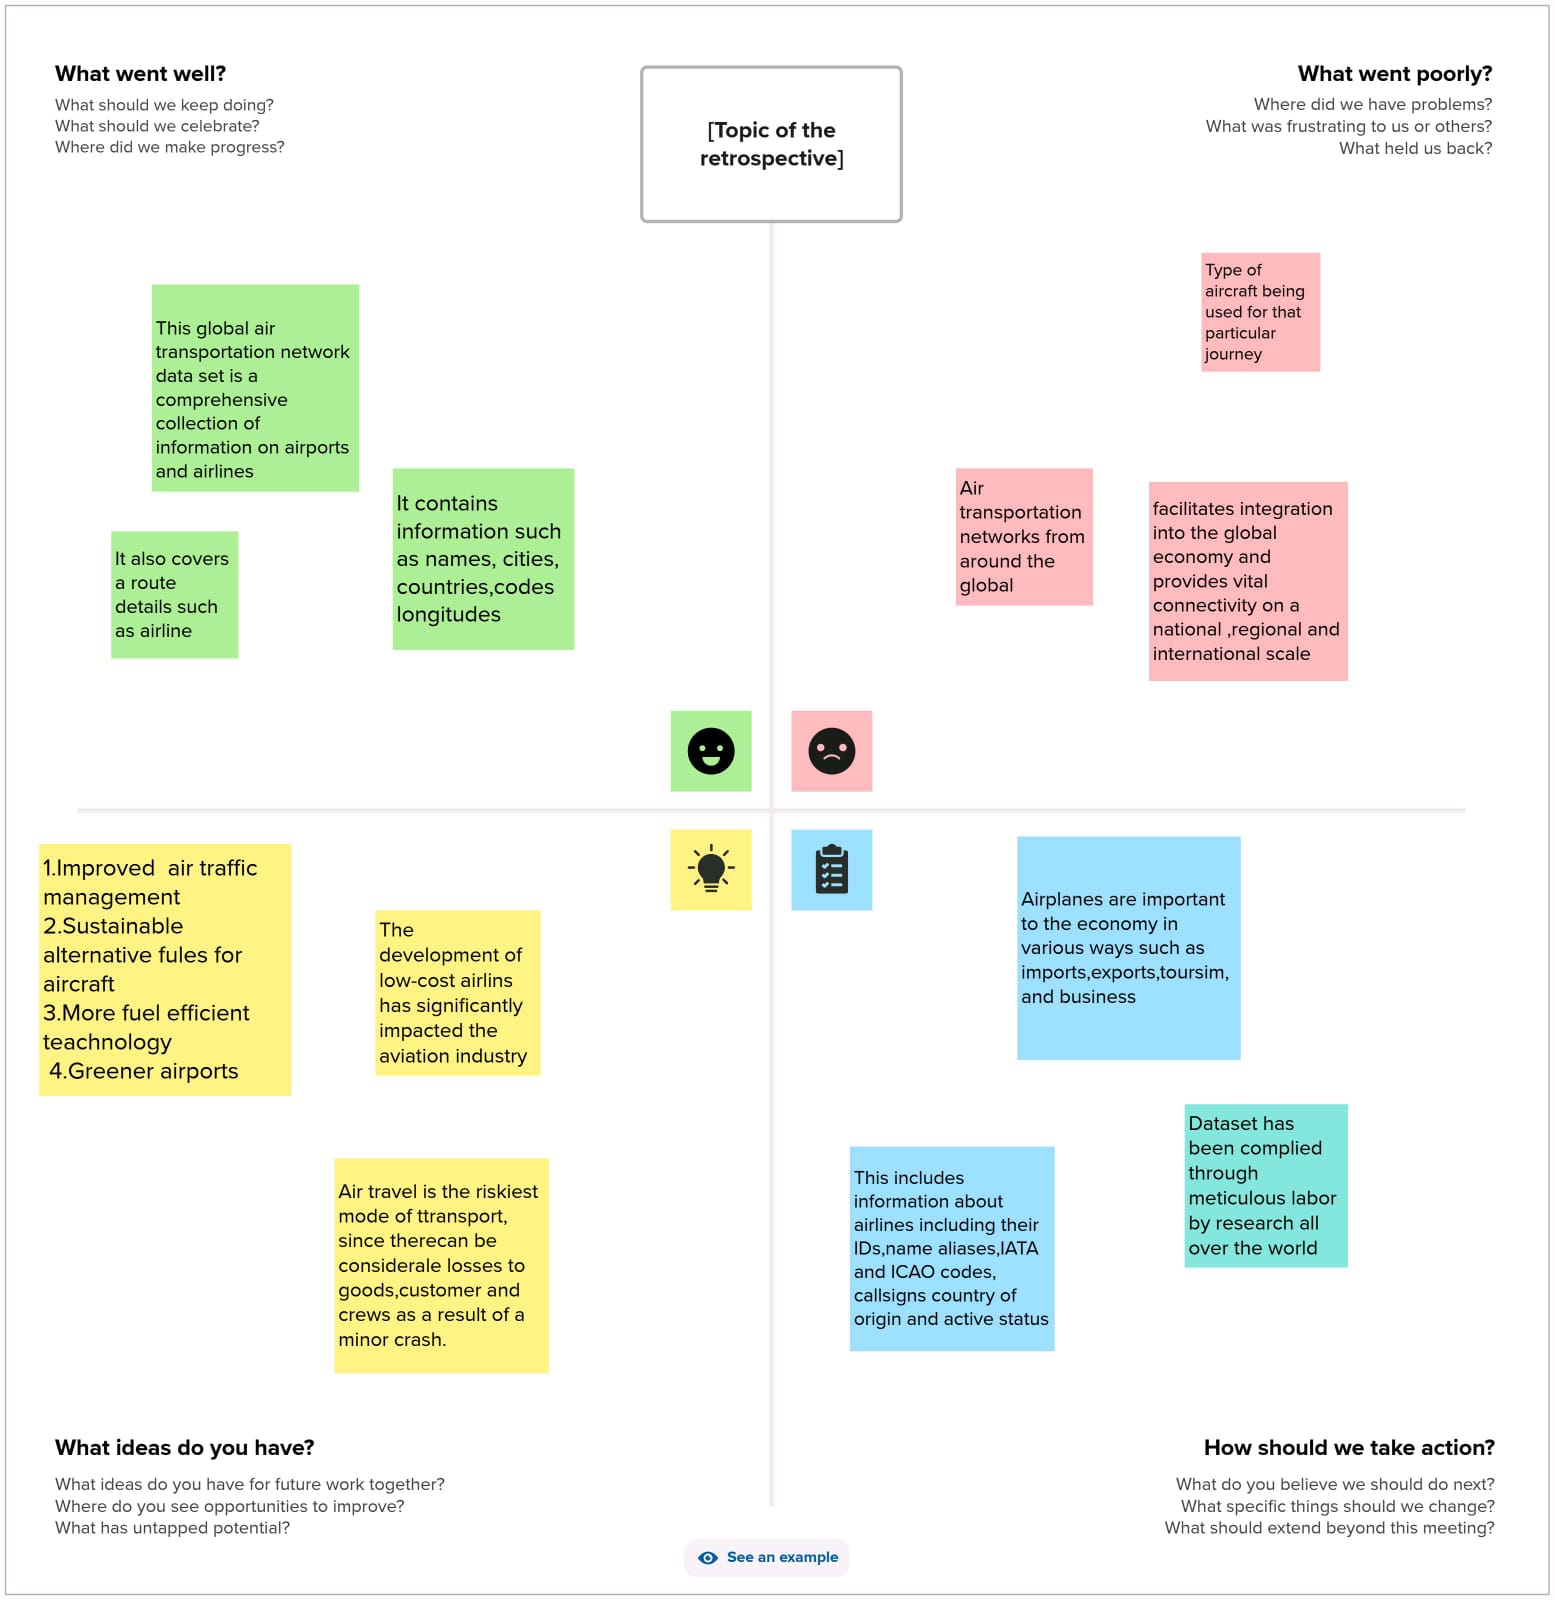 What went well?
What should we keep doing?
What should we celebrate?
Where did we make progress?
[Topic of the
retrospective]
What went poorly?
Where did we have problems?
What was frustrating to us or others?
What held us back?
This global air
transportation network
data set is a
comprehensive
collection of
information on airports
and airlines
It contains
information such
as names, cities,
countries,codes
longitudes
It also covers
a route
details such
as airline
Type of
aircraft being
used for that
particular
journey
Air
transportation
networks from
around the
global
facilitates integration
into the global
economy and
provides vital
connectivity on a
national ,regional and
international scale
1.Improved  air traffic
management
2.Sustainable
alternative fules for
aircraft
3.More fuel efficient
teachnology
4.Greener airports
The
development of
low-cost airlins
has significantly
impacted the
aviation industry
Air travel is the riskiest
mode of ttransport,
since therecan be
considerale losses to
goods,customer and
crews as a result of a
minor crash.
Airplanes are important
to the economy in
various ways such as
imports,exports,toursim,
and business
This includes
information about
airlines including their
IDs,name aliases,IATA
and ICAO codes,
callsigns country of
origin and active status
Dataset has
been complied
through
meticulous labor
by research all
over the world
What ideas do you have?
What ideas do you have for future work together?
Where do you see opportunities to improve?
What has untapped potential?
How should we take action?
What do you believe we should do next?
What specific things should we change?
What should extend beyond this meeting?
See an example